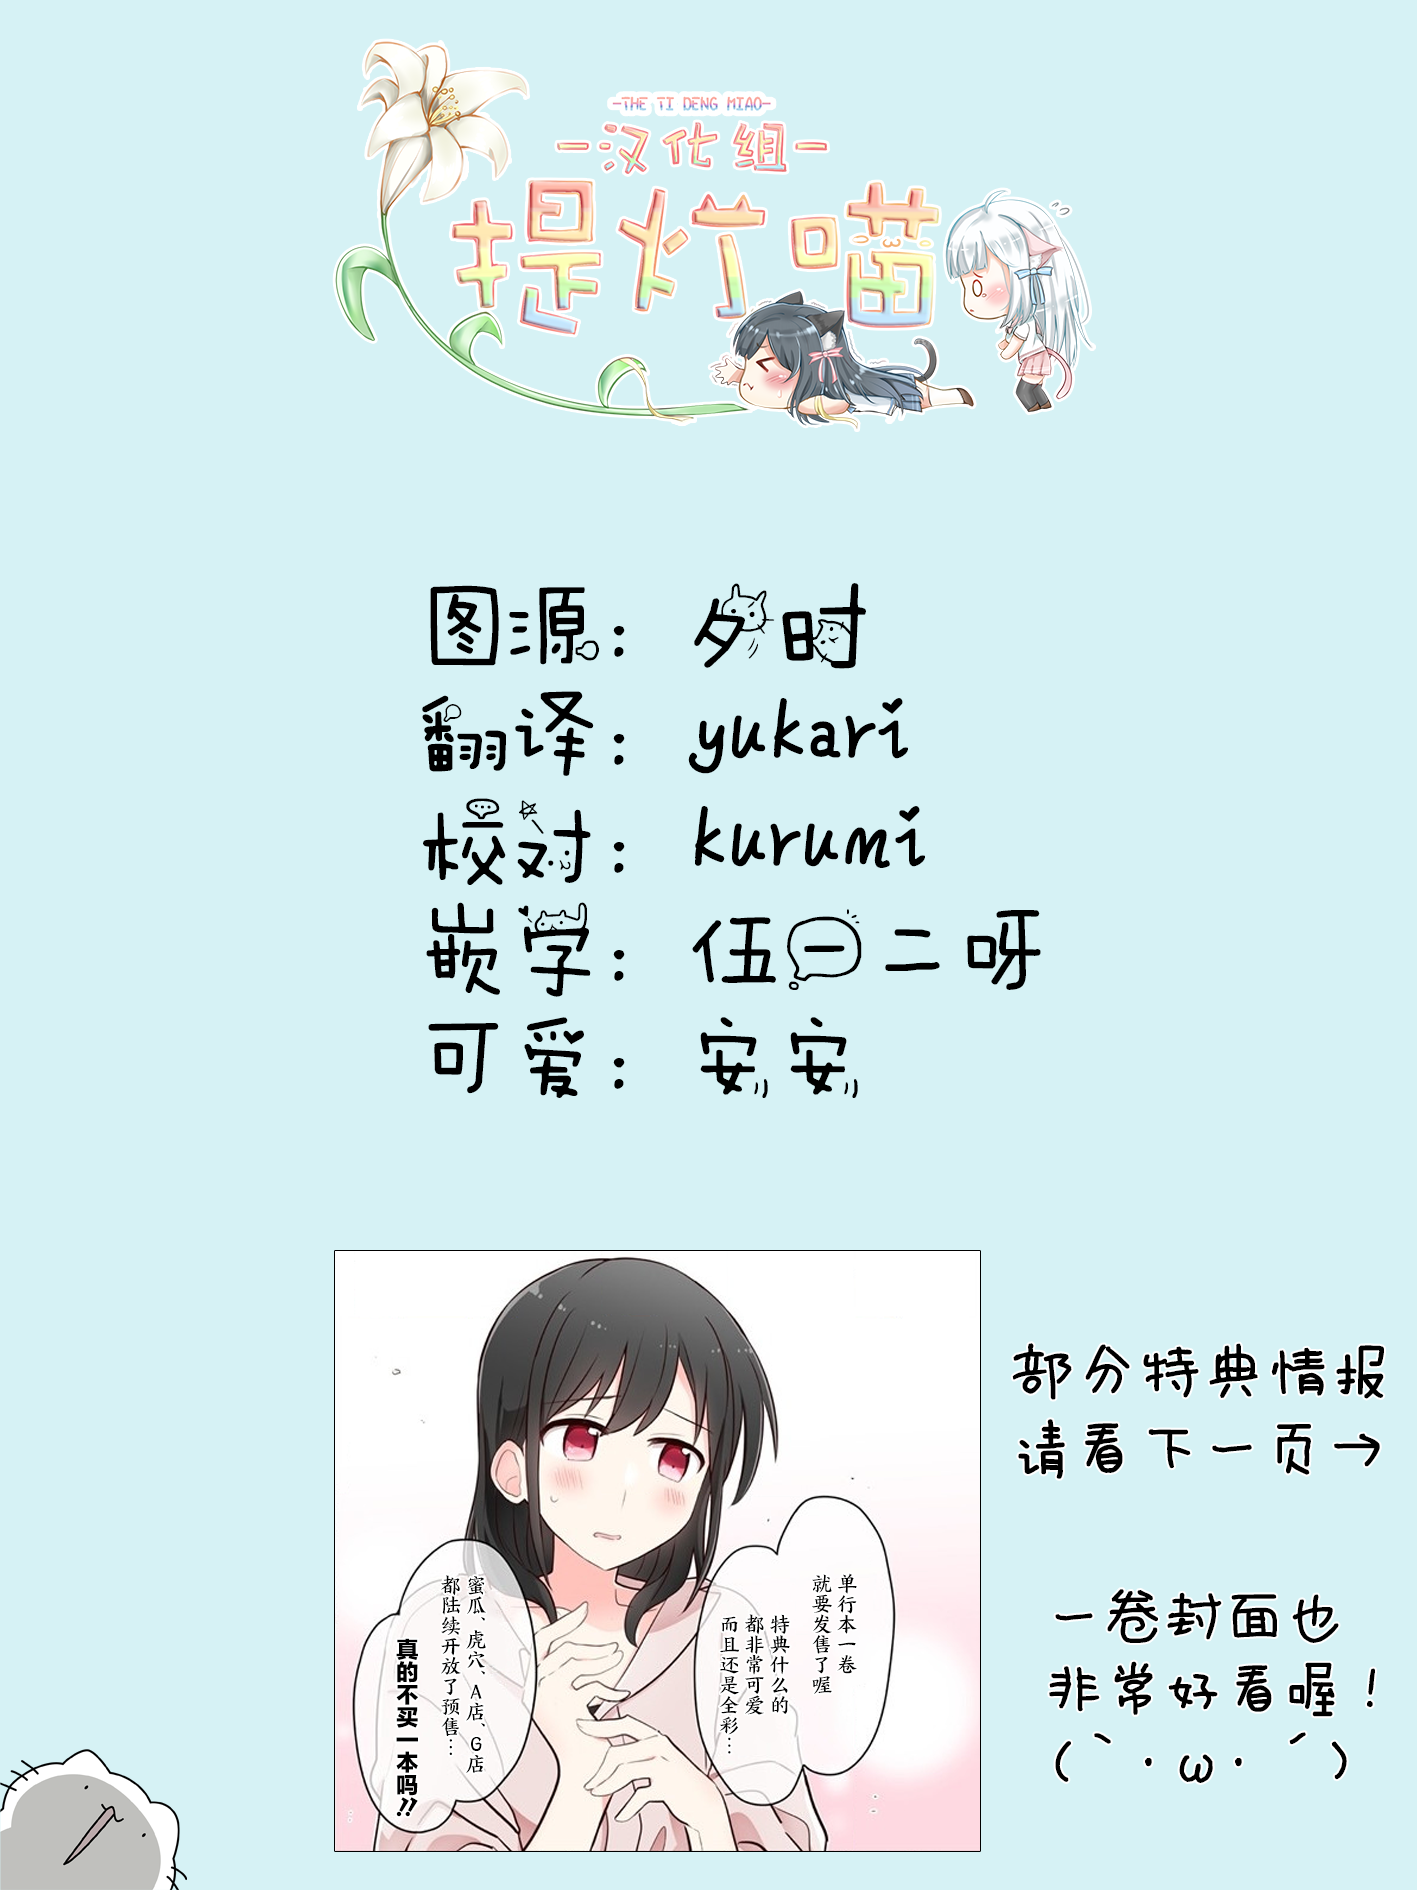 -THE TI DENG MIAO-
-汉化组-
提灯喵
图源：夕时
翻译：yukari
校对：kurumi
嵌字：伍一二呀
可爱：安安
单行本一卷
就要发售了喔
特典什么的
都非常可爱
而且还是全彩…
蜜瓜、虎穴、A店、G店
都陆续开放了预售…
真的不买一本吗!!
部分特典情报
请看下一页→
一卷封面也
非常好看喔！
(｀·ω·´)